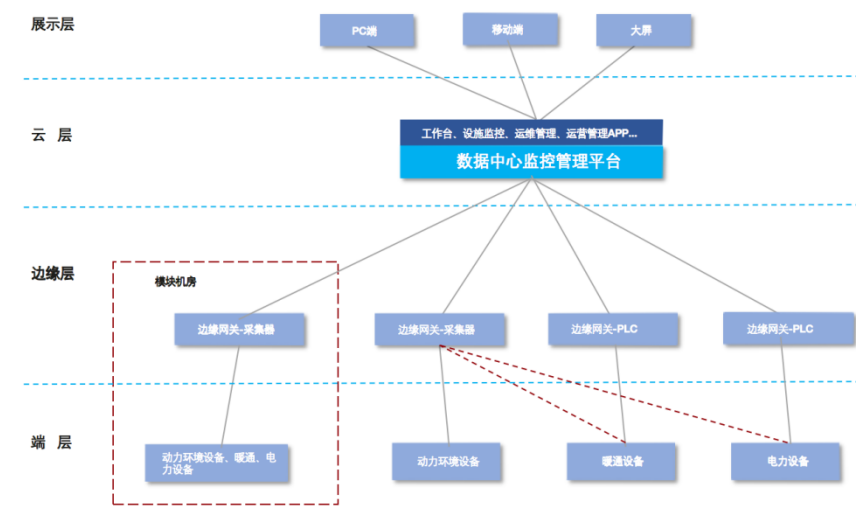 展示层
PC端
移动端
大屏
云 层
工作台、设施监控、运维管理、运营管理APP...
数据中心监控管理平台
边缘层
模块机房
边缘网关-采集器
边缘网关-采集器
边缘网关-PLC
边缘网关-PLC
端 层
动力环境设备、暖通、电
力设备
动力环境设备
暖通设备
电力设备